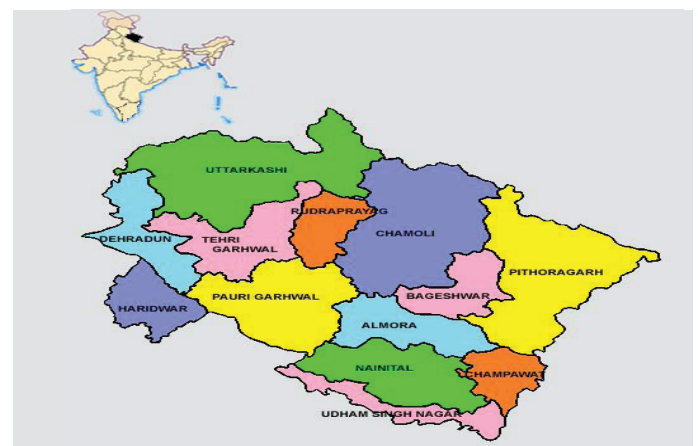 UTTARKASHI
RUDRAPRAYAG
CHAMOLI
DEHRADUN
TEHRI
GARHWAL
PITHORAGARH
PAURI GARHWAL
BAGESHWAR
HARIDWAR
ALMORA
NAINITAL
CHAMPAWAT
UDHAM SINGH NAGAR